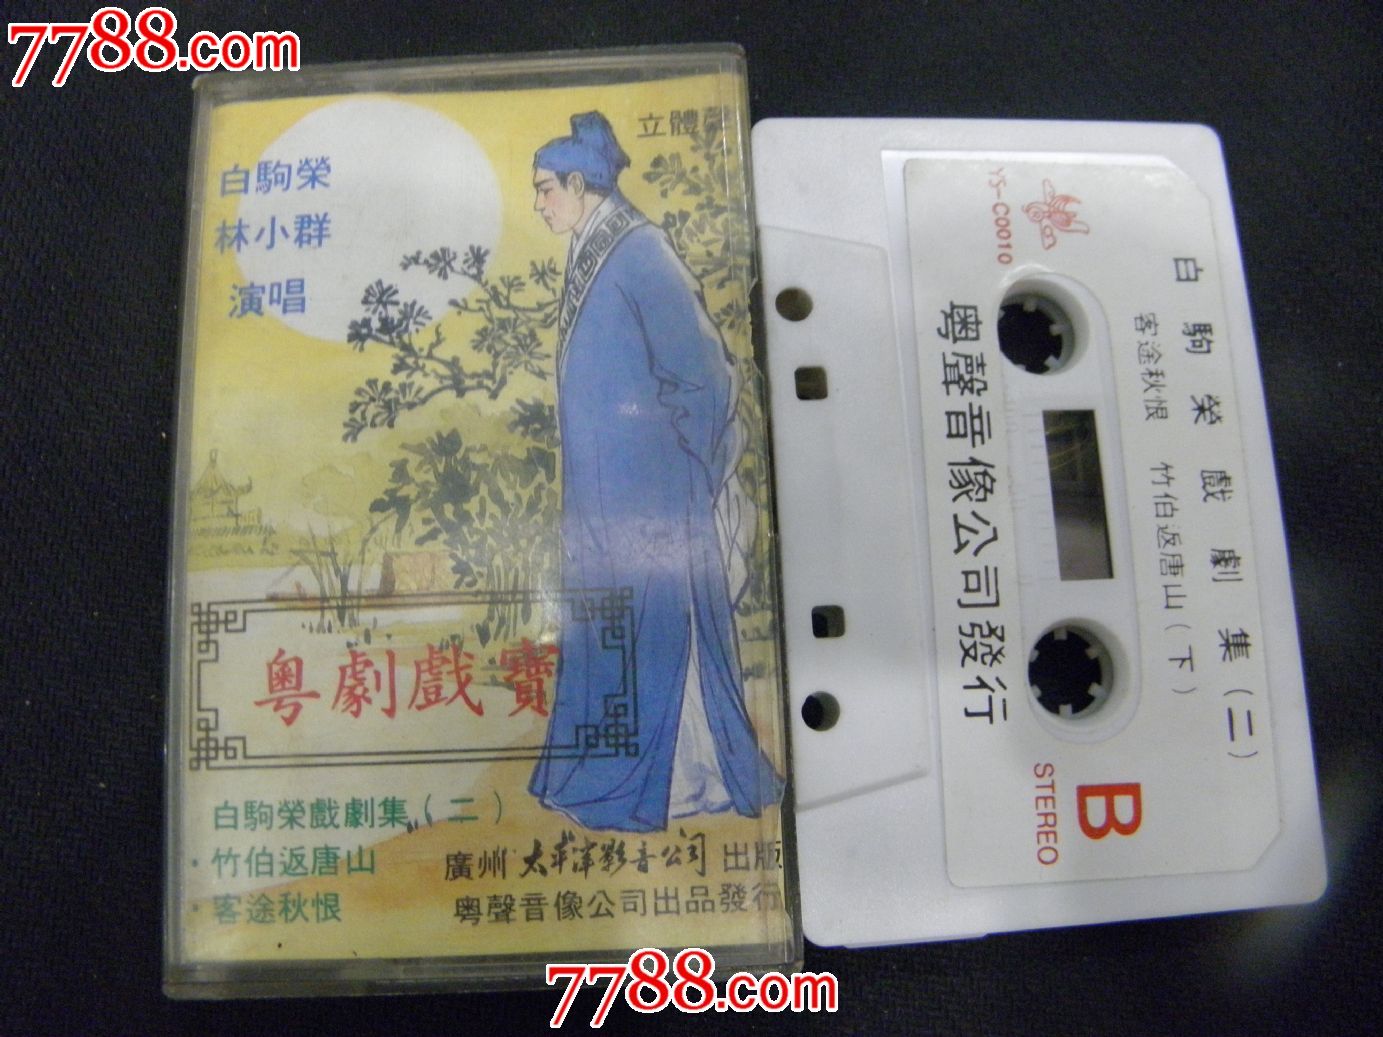 7788.com
立體聲
白駒榮
林小群
演唱
粵劇戲寶
白駒榮戲劇集（二）
·竹伯返唐山
·客途秋恨
廣州太平洋影音公司出版
粵聲音像公司出品發行
YS-C0010
白駒榮戲劇集（二）
客途秋恨 竹伯返唐山（下）
粵聲音像公司發行
B
STEREO
7788.com